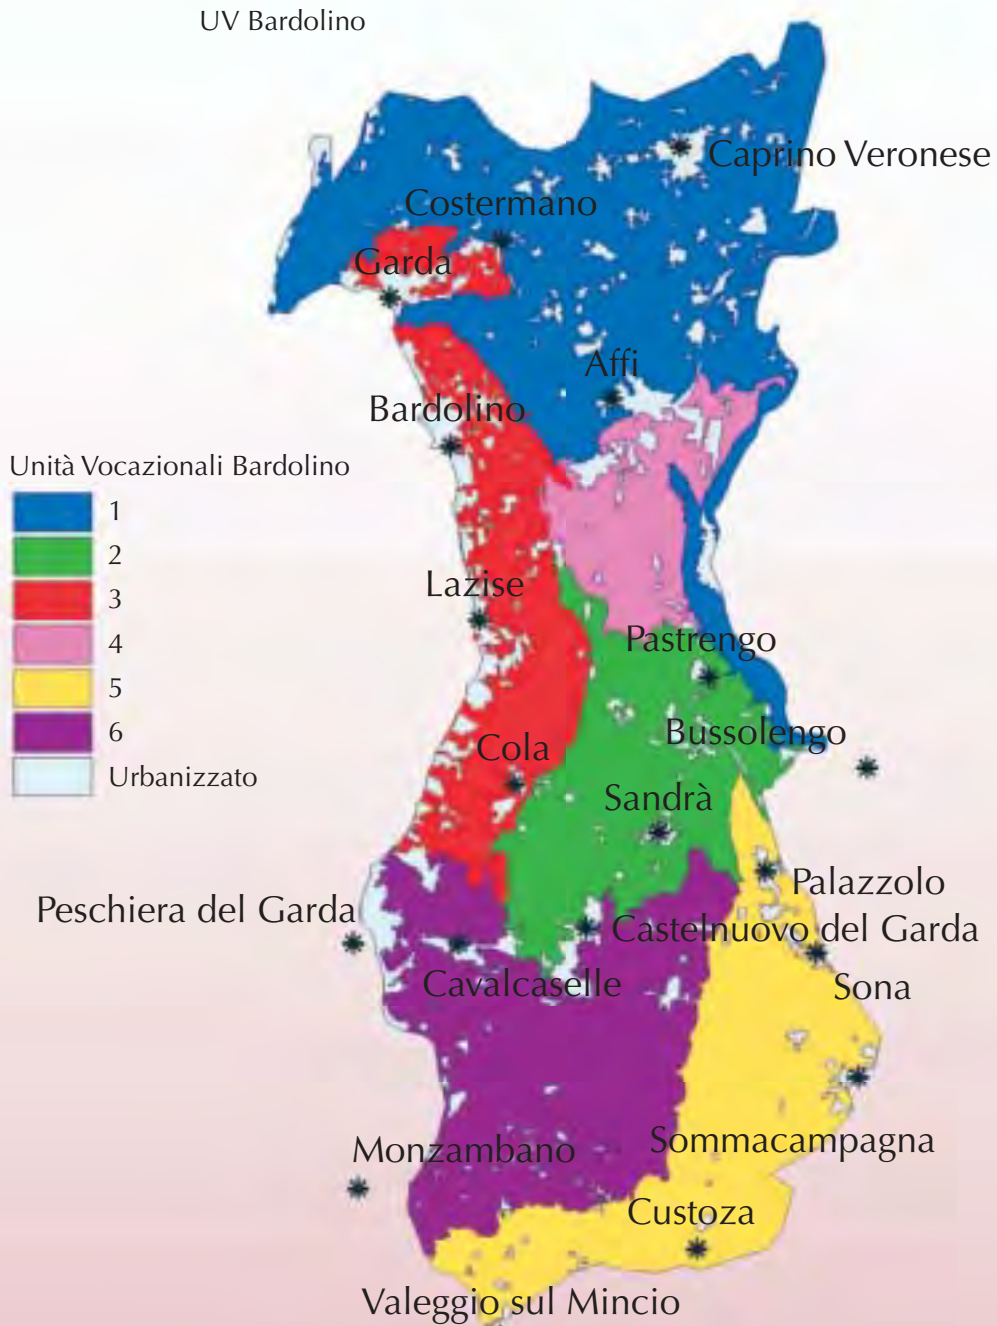 UV Bardolino
Caprino Veronese
Costermano
Garda
Affi
Bardolino
Unità Vocazionali Bardolino
1
2
3
4
5
6
Urbanizzato
Lazise
Pastrengo
Bussolengo
Cola
Sandrà
Palazzolo
Peschiera del Garda
Castelnuovo del Garda
Cavalcaselle
Sona
Monzambano
Sommacampagna
Custoza
Valeggio sul Mincio